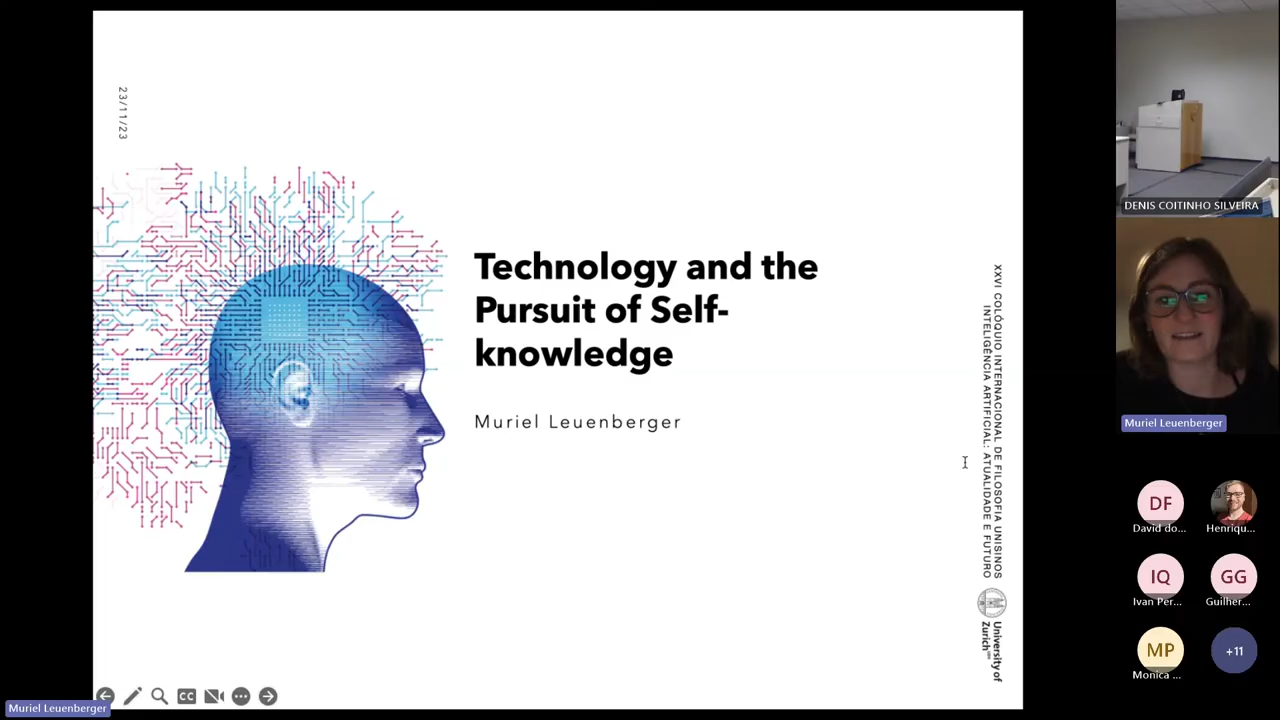 23/11/23
Technology and the
Pursuit of Self-
knowledge
Muriel Leuenberger
XXVI COLÓQUIO INTERNACIONAL DE FILOSOFIA UNISINOS
INTELIGÊNCIA ARTIFICIAL: ATUALIDADE E FUTURO
University of
Zurich
CC
Muriel Leuenberger
DENIS COITINHO SILVEIRA
Muriel Leuenberger
DF
David do...
Henriqu...
IQ
Ivan Per...
GG
Guilher...
MP
Monica ...
+11